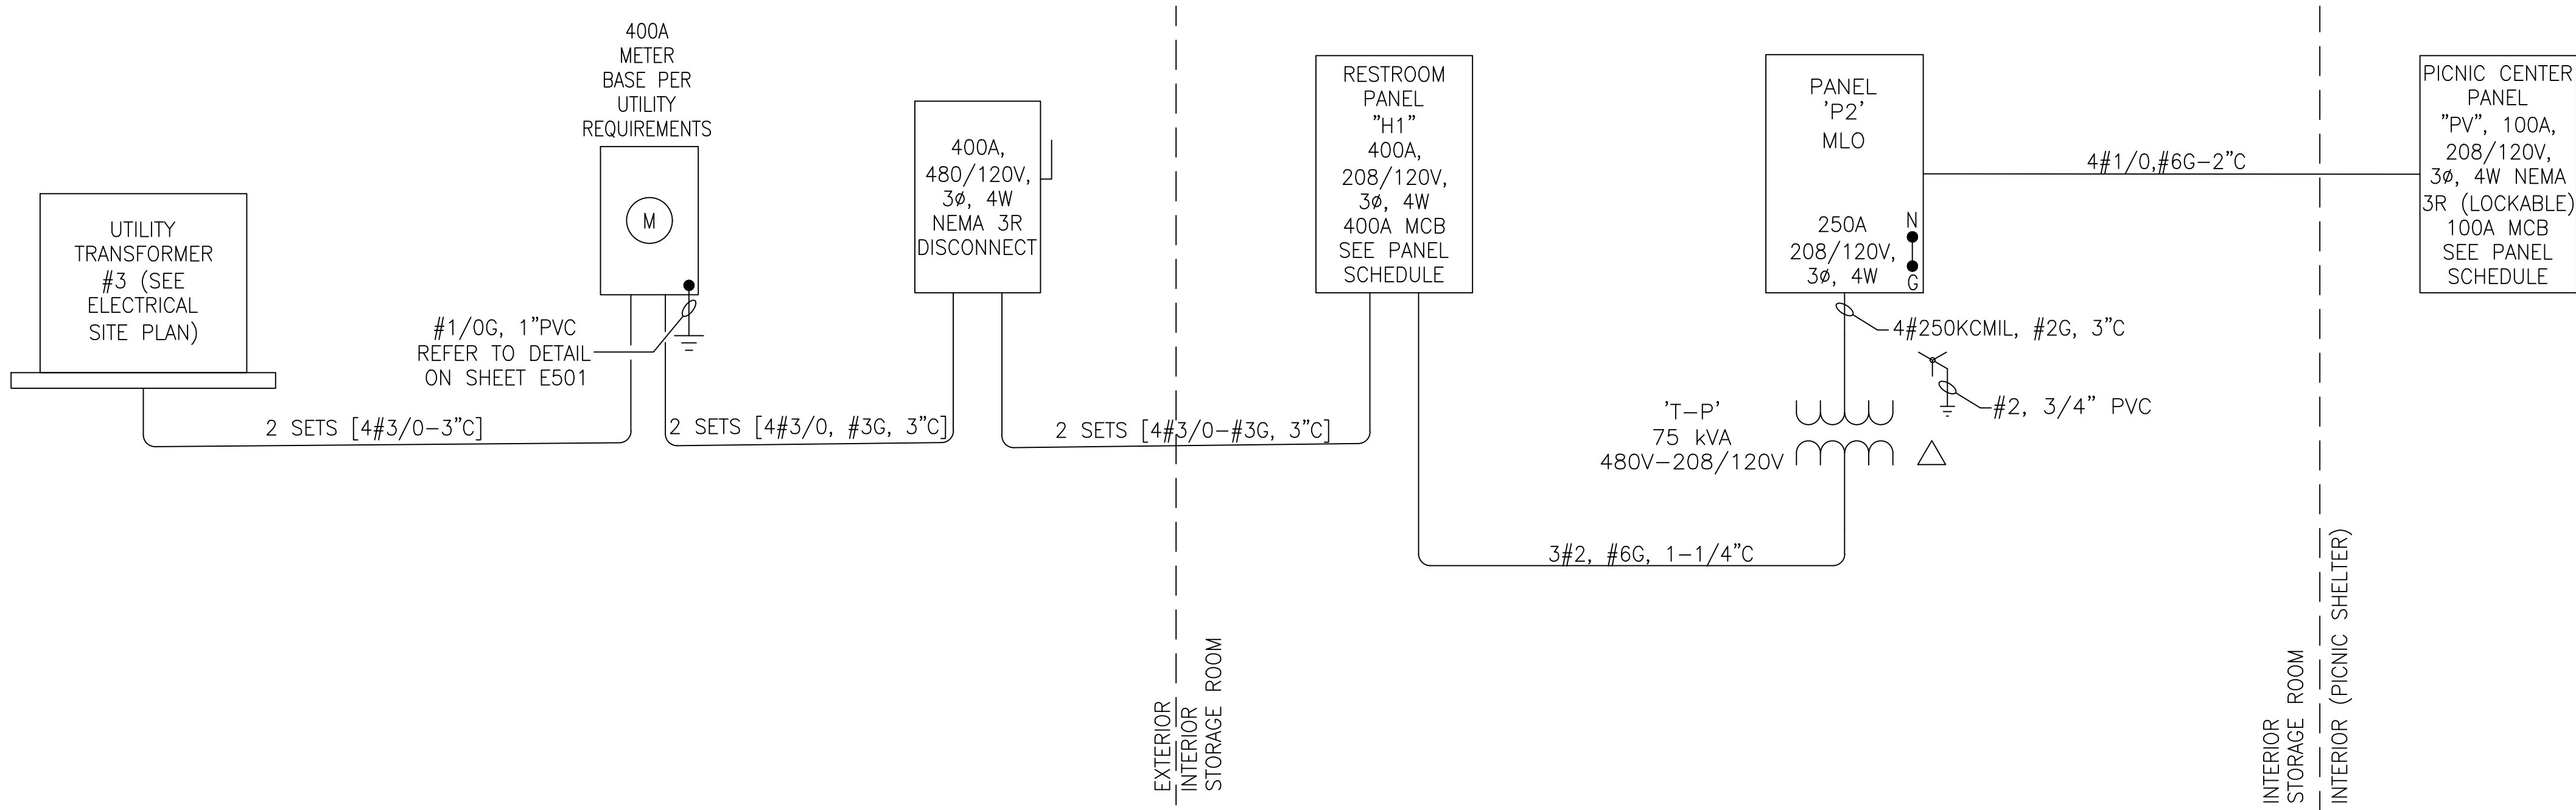 UTILITY
TRANSFORMER
#3 (SEE
ELECTRICAL
SITE PLAN)
2 SETS [4#3/0-3"C]
400A
METER
BASE PER
UTILITY
REQUIREMENTS
M
#1/0G, 1"PVC
REFER TO DETAIL
ON SHEET E501
2 SETS [4#3/0, #3G, 3"C]
400A,
480/120V,
3ø, 4W
NEMA 3R
DISCONNECT
2 SETS [4#3/0-#3G, 3"C]
EXTERIOR
INTERIOR
STORAGE ROOM
RESTROOM
PANEL
"H1"
400A,
208/120V,
3ø, 4W
400A MCB
SEE PANEL
SCHEDULE
3#2, #6G, 1-1/4"C
PANEL
'P2'
MLO
250A
208/120V,
3ø, 4W
N
G
4#250KCMIL, #2G, 3"C
#2, 3/4" PVC
'T-P'
75 kVA
480V-208/120V
4#1/0,#6G-2"C
INTERIOR
STORAGE ROOM
INTERIOR (PICNIC SHELTER)
PICNIC CENTER
PANEL
"PV", 100A,
208/120V,
3ø, 4W NEMA
3R (LOCKABLE)
100A MCB
SEE PANEL
SCHEDULE